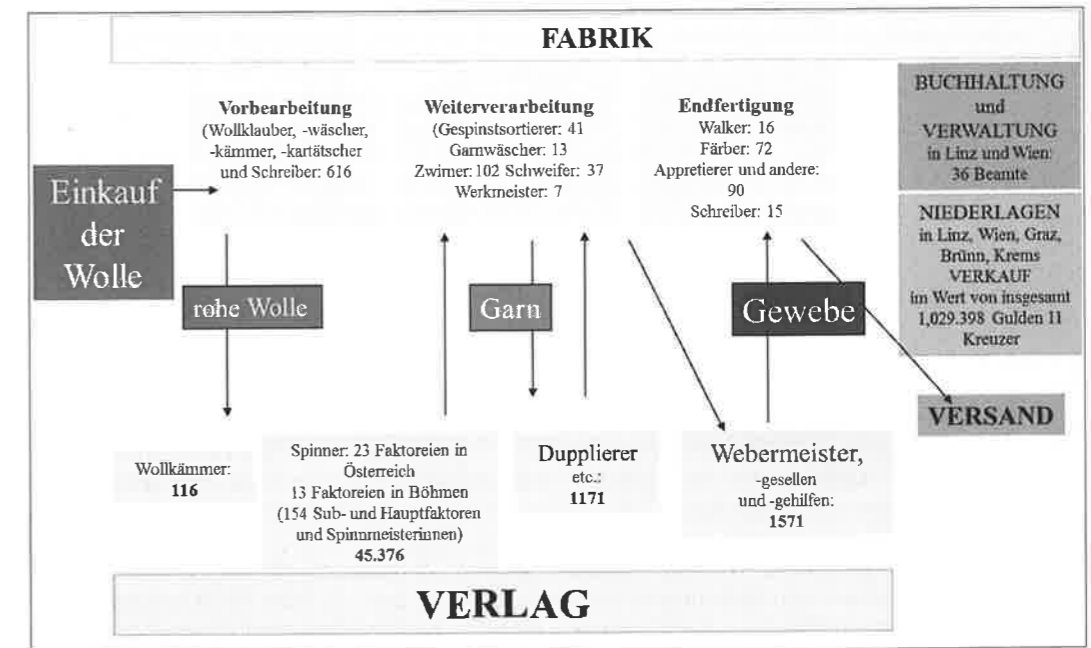 FABRIK
Vorbearbeitung
(Wollklauber, -wäscher,
-kämmer, -kartätscher
und Schreiber: 616
Weiterverarbeitung
(Gespinstsortierer: 41
Garnwäscher: 13
Zwirner: 102 Schweifer: 37
Werkmeister: 7
Endfertigung
Walker: 16
Färber: 72
Appretierer und andere:
90
Schreiber: 15
BUCHHALTUNG
und
VERWALTUNG
in Linz und Wien:
36 Beamte
Einkauf
der
Wolle
NIEDERLAGEN
in Linz, Wien, Graz,
Brünn, Krems
VERKAUF
im Wert von insgesamt
1,029.398 Gulden 11
Kreuzer
rohe Wolle
Garn
Gewebe
VERSAND
Wollkämmer:
116
Spinner: 23 Faktoreien in
Österreich
13 Faktoreien in Böhmen
(154 Sub- und Hauptfaktoren
und Spinnmeisterinnen)
45.376
Dupplierer
etc.:
1171
Webermeister,
-gesellen
und -gehilfen:
1571
VERLAG